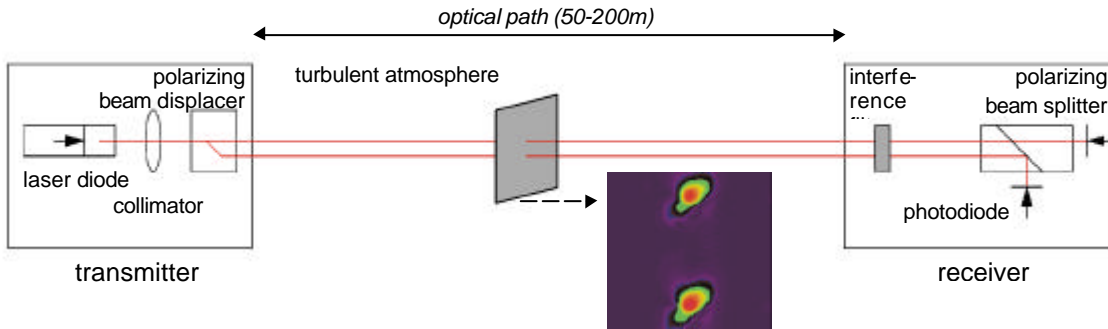 optical path (50-200m)
polarizing
beam displacer
turbulent atmosphere
interfe-
rence
polarizing
beam splitter
laser diode
collimator
photodiode
transmitter
receiver